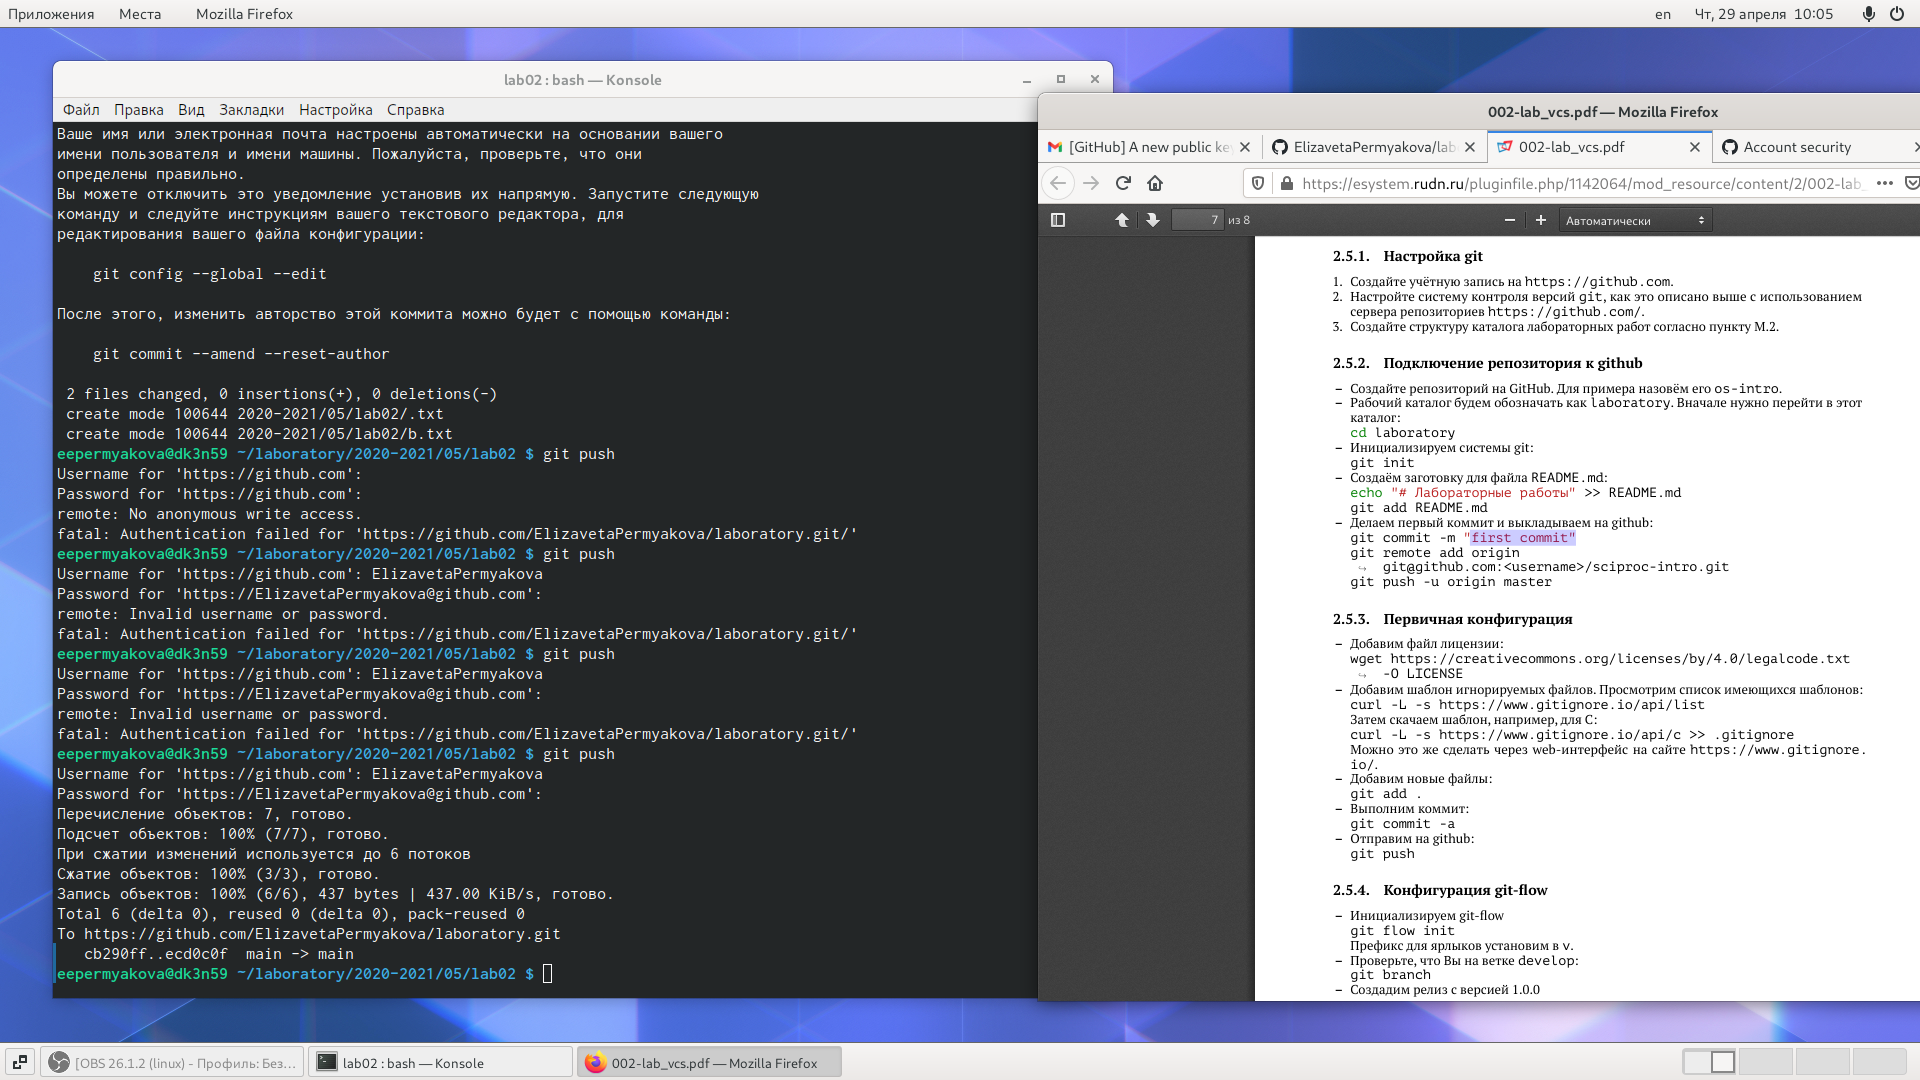 Приложения Места Mozilla Firefox en Чт, 29 апреля 10:05
lab02 : bash — Konsole
Файл Правка Вид Закладки Настройка Справка
Ваше имя или электронная почта настроены автоматически на основании вашего
имени пользователя и имени машины. Пожалуйста, проверьте, что они
определены правильно.
Вы можете отключить это уведомление установив их напрямую. Запустите следующую
команду и следуйте инструкциям вашего текстового редактора, для
редактирования вашего файла конфигурации:
git config --global --edit
После этого, изменить авторство этой коммита можно будет с помощью команды:
git commit --amend --reset-author
2 files changed, 0 insertions(+), 0 deletions(-)
create mode 100644 2020-2021/05/lab02/.txt
create mode 100644 2020-2021/05/lab02/b.txt
eepermyakova@dk3n59 ~/laboratory/2020-2021/05/lab02 $ git push
Username for 'https://github.com':
Password for 'https://github.com':
remote: No anonymous write access.
fatal: Authentication failed for 'https://github.com/ElizavetaPermyakova/laboratory.git/'
eepermyakova@dk3n59 ~/laboratory/2020-2021/05/lab02 $ git push
Username for 'https://github.com': ElizavetaPermyakova
Password for 'https://ElizavetaPermyakova@github.com':
remote: Invalid username or password.
fatal: Authentication failed for 'https://github.com/ElizavetaPermyakova/laboratory.git/'
eepermyakova@dk3n59 ~/laboratory/2020-2021/05/lab02 $ git push
Username for 'https://github.com': ElizavetaPermyakova
Password for 'https://ElizavetaPermyakova@github.com':
remote: Invalid username or password.
fatal: Authentication failed for 'https://github.com/ElizavetaPermyakova/laboratory.git/'
eepermyakova@dk3n59 ~/laboratory/2020-2021/05/lab02 $ git push
Username for 'https://github.com': ElizavetaPermyakova
Password for 'https://ElizavetaPermyakova@github.com':
Перечисление объектов: 7, готово.
Подсчет объектов: 100% (7/7), готово.
При сжатии изменений используется до 6 потоков
Сжатие объектов: 100% (3/3), готово.
Запись объектов: 100% (6/6), 437 bytes | 437.00 KiB/s, готово.
Total 6 (delta 0), reused 0 (delta 0), pack-reused 0
To https://github.com/ElizavetaPermyakova/laboratory.git
cb290ff..ecd0c0f main -> main
eepermyakova@dk3n59 ~/laboratory/2020-2021/05/lab02 $
002-lab_vcs.pdf — Mozilla Firefox
[GitHub] A new public ke ElizavetaPermyakova/lab 002-lab_vcs.pdf Account security
https://esystem.rudn.ru/pluginfile.php/1142064/mod_resource/content/2/002-lab_
7 из 8 Автоматически
2.5.1. Настройка git
1. Создайте учётную запись на https://github.com.
2. Настройте систему контроля версий git, как это описано выше с использованием
сервера репозиториев https://github.com/.
3. Создайте структуру каталога лабораторных работ согласно пункту М.2.
2.5.2. Подключение репозитория к github
– Создайте репозиторий на GitHub. Для примера назовём его os-intro.
– Рабочий каталог будем обозначать как laboratory. Вначале нужно перейти в этот
каталог:
cd laboratory
– Инициализируем системы git:
git init
– Создаём заготовку для файла README.md:
echo "# Лабораторные работы" >> README.md
git add README.md
– Делаем первый коммит и выкладываем на github:
git commit -m "first commit"
git remote add origin
↪ git@github.com:<username>/sciproc-intro.git
git push -u origin master
2.5.3. Первичная конфигурация
– Добавим файл лицензии:
wget https://creativecommons.org/licenses/by/4.0/legalcode.txt
↪ -O LICENSE
– Добавим шаблон игнорируемых файлов. Просмотрим список имеющихся шаблонов:
curl -L -s https://www.gitignore.io/api/list
Затем скачаем шаблон, например, для C:
curl -L -s https://www.gitignore.io/api/c >> .gitignore
Можно это же сделать через web-интерфейс на сайте https://www.gitignore.
io/.
– Добавим новые файлы:
git add .
– Выполним коммит:
git commit -a
– Отправим на github:
git push
2.5.4. Конфигурация git-flow
– Инициализируем git-flow
git flow init
Префикс для ярлыков установим в v.
– Проверьте, что Вы на ветке develop:
git branch
– Создадим релиз с версией 1.0.0
[OBS 26.1.2 (linux) - Профиль: Без... lab02 : bash — Konsole 002-lab_vcs.pdf — Mozilla Firefox